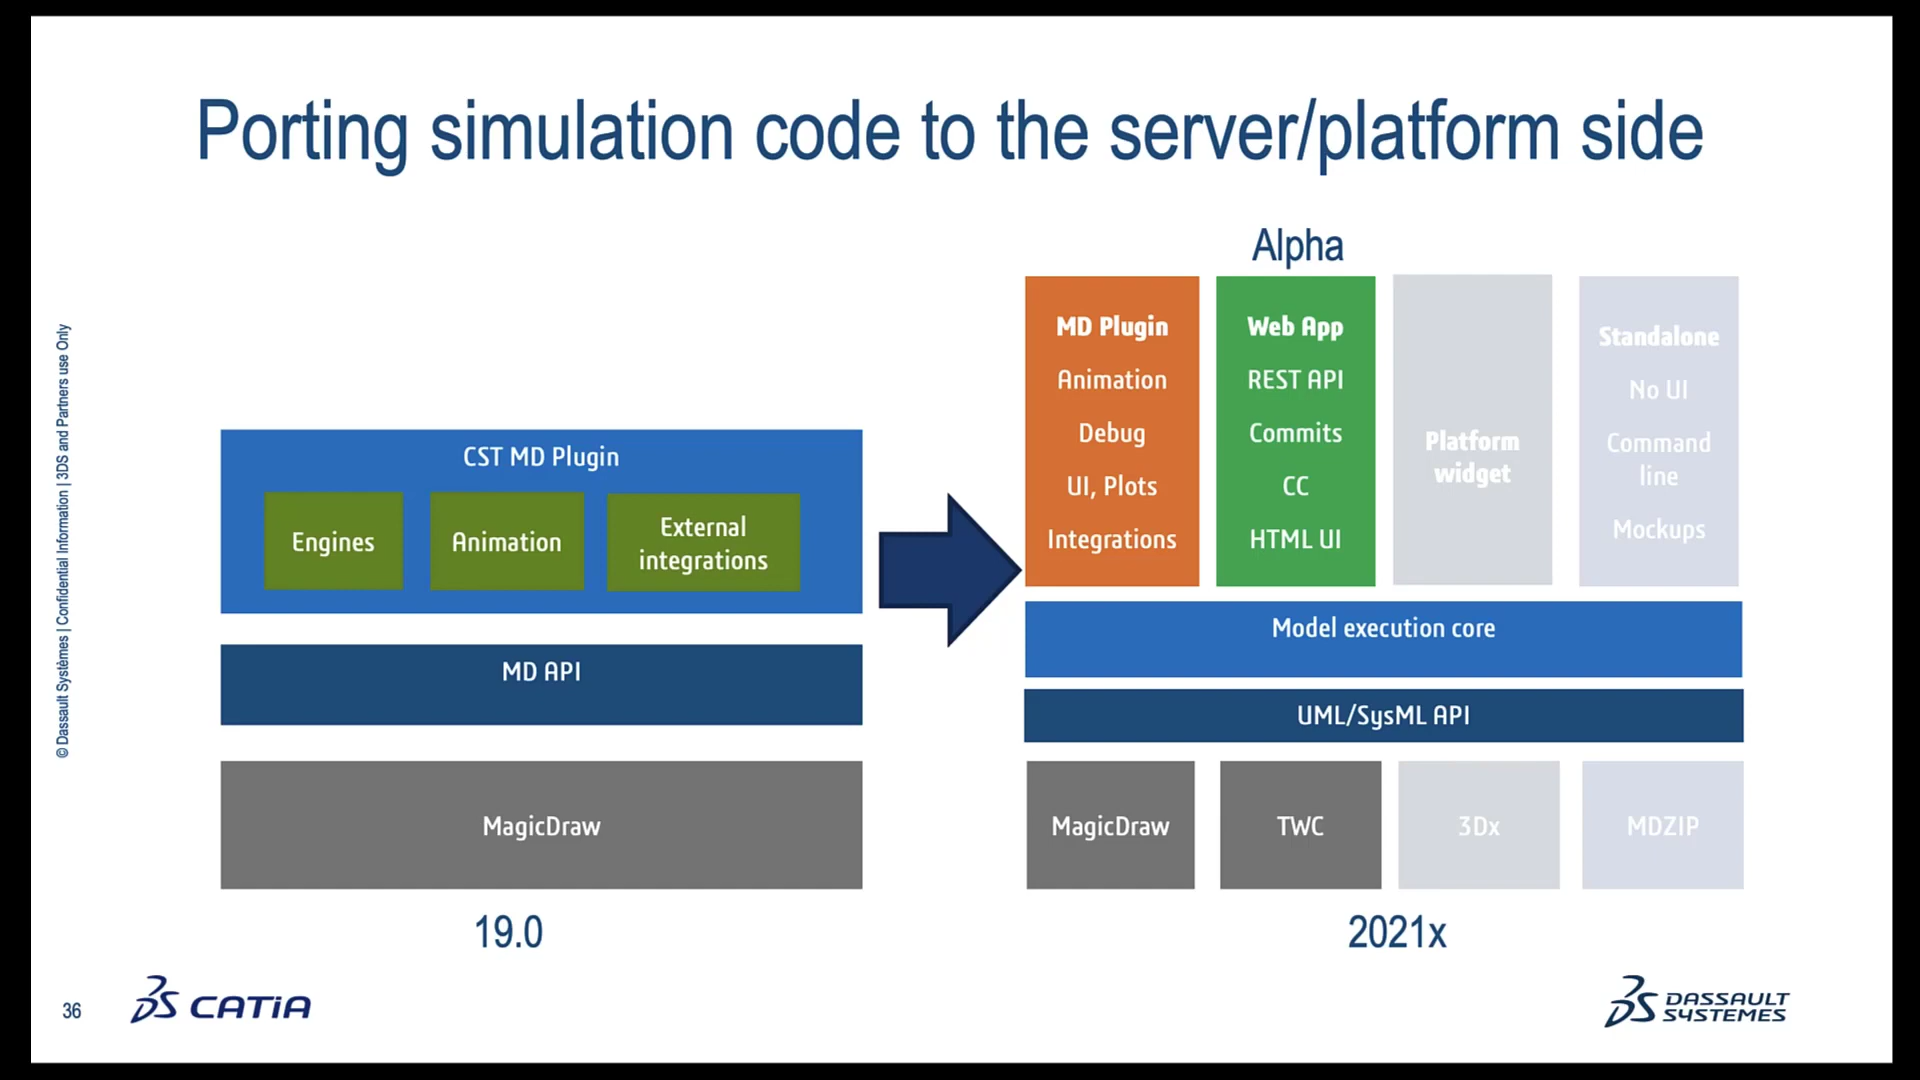 Porting simulation code to the server/platform side
© Dassault Systèmes | Confidential Information | 3DS and Partners use Only
CST MD Plugin
Engines
Animation
External
integrations
MD API
MagicDraw
19.0
Alpha
MD Plugin
Animation
Debug
UI, Plots
Integrations
Web App
REST API
Commits
CC
HTML UI
Platform
widget
Standalone
No UI
Command
line
Mockups
Model execution core
UML/SysML API
MagicDraw
TWC
3Dx
MDZIP
2021x
36
3DS CATIA
3DS DASSAULT
SYSTEMES